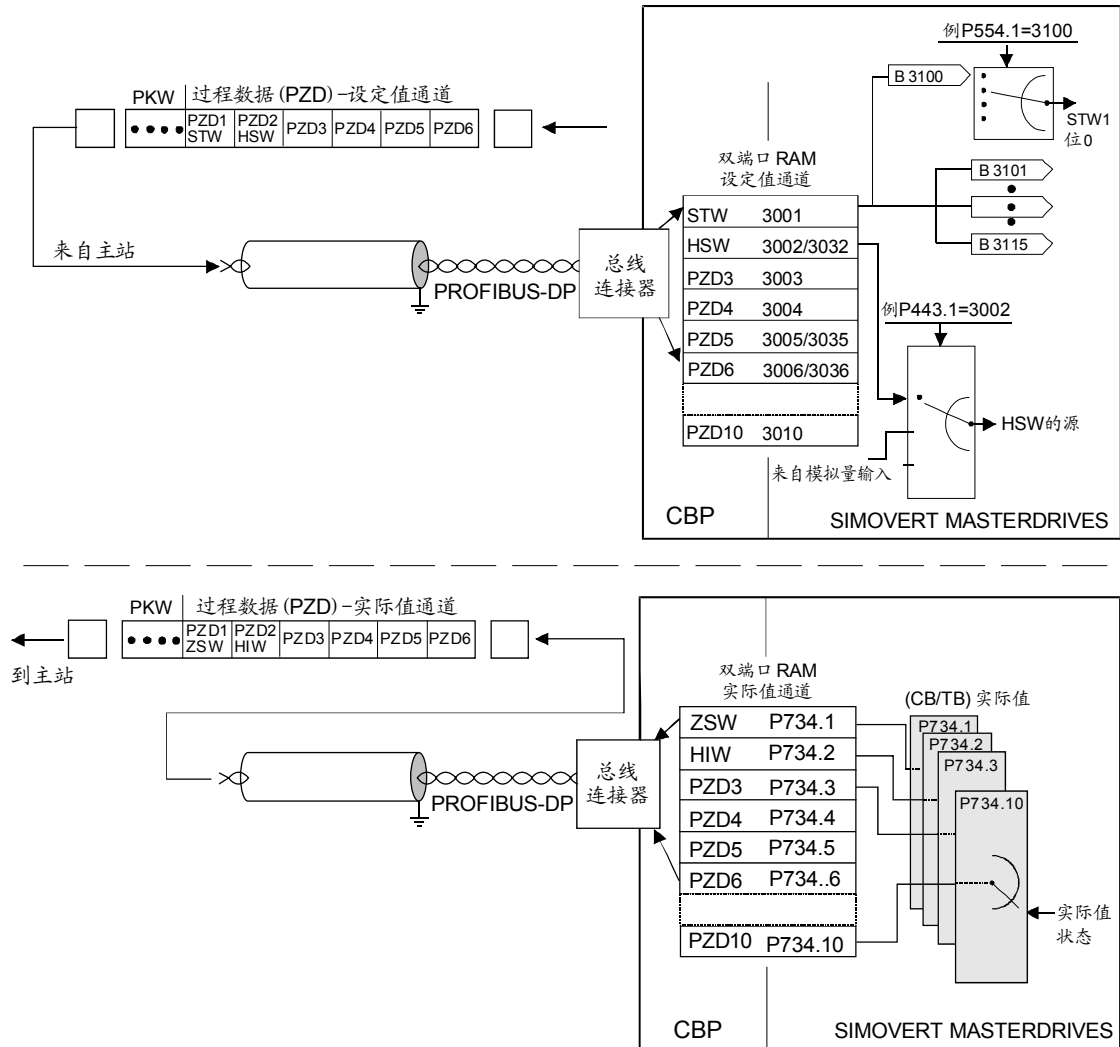 例P554.1=3100
B 3100
STW1
位0
PKW 过程数据(PZD)-设定值通道
PZD1 STW PZD2 HSW PZD3 PZD4 PZD5 PZD6
双端口 RAM
设定值通道
B 3101
B 3115
STW 3001
HSW 3002/3032
PZD3 3003
PZD4 3004
PZD5 3005/3035
PZD6 3006/3036
PZD10 3010
来自主站
PROFIBUS-DP
总线
连接器
例P443.1=3002
HSW的源
来自模拟量输入
CBP
SIMOVERT MASTERDRIVES
PKW 过程数据(PZD)-实际值通道
PZD1 ZSW PZD2 HIW PZD3 PZD4 PZD5 PZD6
到主站
双端口 RAM
实际值通道
(CB/TB) 实际值
ZSW P734.1
HIW P734.2
PZD3 P734.3
PZD4 P734.4
PZD5 P734.5
PZD6 P734..6
PZD10 P734.10
P734.1
P734.2
P734.3
P734.10
PROFIBUS-DP
总线
连接器
实际值
状态
CBP
SIMOVERT MASTERDRIVES